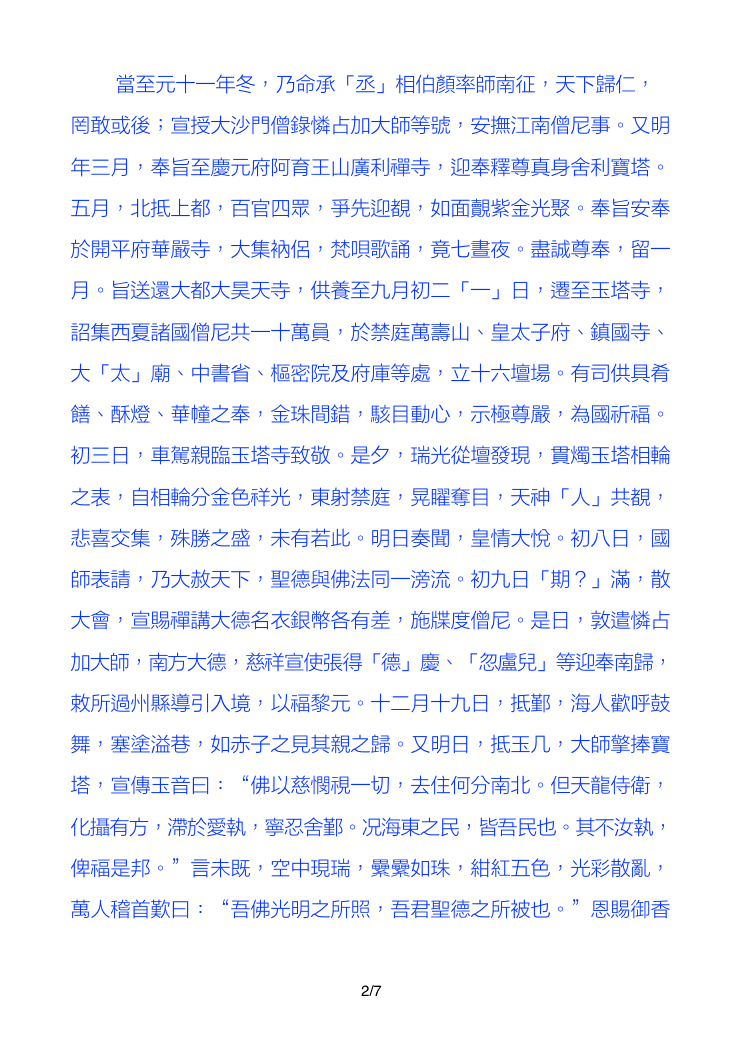 當至元十一年冬，乃命承「丞」相伯顏率師南征，天下歸仁，
罔敢或後；宣授大沙門僧錄憐占加大師等號，安撫江南僧尼事。又明
年三月，奉旨至慶元府阿育王山廣利禪寺，迎奉釋尊真身舍利寶塔。
五月，北抵上都，百官四眾，爭先迎覩，如面覿紫金光聚。奉旨安奉
於開平府華嚴寺，大集衲侶，梵唄歌誦，竟七晝夜。盡誠尊奉，留一
月。旨送還大都大昊天寺，供養至九月初二「一」日，遷至玉塔寺，
詔集西夏諸國僧尼共一十萬員，於禁庭萬壽山、皇太子府、鎮國寺、
大「太」廟、中書省、樞密院及府庫等處，立十六壇場。有司供具肴
饍、酥燈、華幢之奉，金珠間錯，駭目動心，示極尊嚴，為國祈福。
初三日，車駕親臨玉塔寺致敬。是夕，瑞光從壇發現，貫燭玉塔相輪
之表，自相輪分金色祥光，東射禁庭，晃曜奪目，天神「人」共覩，
悲喜交集，殊勝之盛，未有若此。明日奏聞，皇情大悅。初八日，國
師表請，乃大赦天下，聖德與佛法同一滂流。初九日「期？」滿，散
大會，宣賜禪講大德名衣銀幣各有差，施牒度僧尼。是日，敦遣憐占
加大師，南方大德，慈祥宣使張得「德」慶、「忽盧兒」等迎奉南歸，
敕所過州縣導引入境，以福黎元。十二月十九日，抵鄞，海人歡呼鼓
舞，塞塗溢巷，如赤子之見其親之歸。又明日，抵玉几，大師擎捧寶
塔，宣傳玉音曰：“佛以慈憫視一切，去住何分南北。但天龍侍衛，
化攝有方，滯於愛執，寧忍舍鄞。况海東之民，皆吾民也。其不汝執，
俾福是邦。”言未既，空中現瑞，纍纍如珠，紺紅五色，光彩散亂，
萬人稽首歎曰：“吾佛光明之所照，吾君聖德之所被也。”恩賜御香
2/7